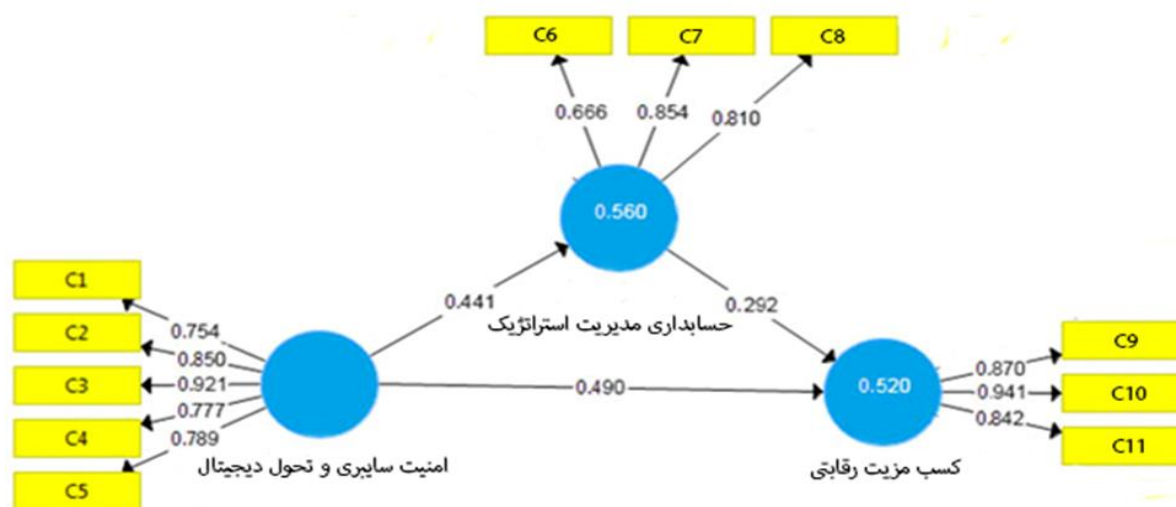 C6 C7 C8
0.666 0.854 0.810
0.560
C1
0.441
0.292
حسابداری مدیریت استراتژیک
C2
0.754
C9
0.850
0.870
C3
0.921
0.490
0.520
0.941
C10
0.777
0.842
C4
0.789
C11
امنیت سایبری و تحول دیجیتال
کسب مزیت رقابتی
C5